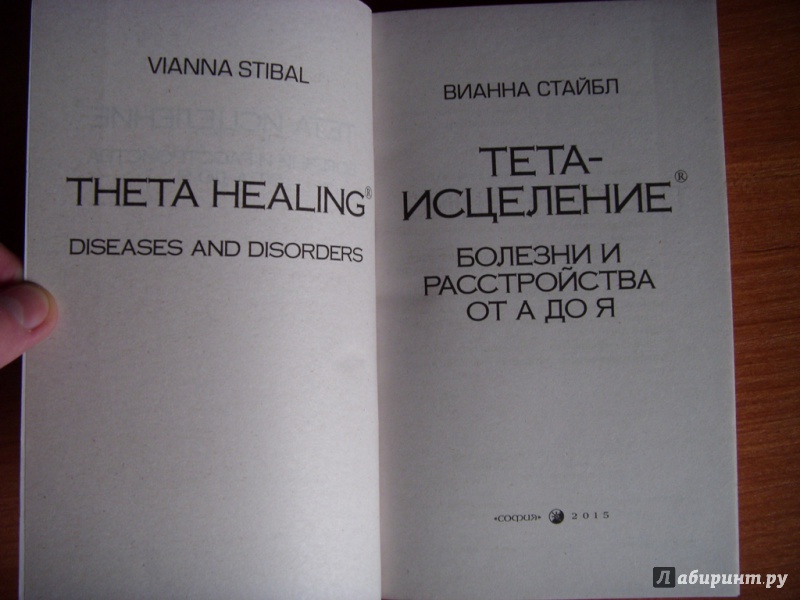 VIANNA STIBAL
THETA HEALING®
DISEASES AND DISORDERS
ВИАННА СТАЙБЛ
ТЕТА-
ИСЦЕЛЕНИЕ®
БОЛЕЗНИ И
РАССТРОЙСТВА
ОТ А ДО Я
«СОФИЯ» 2015
Лабиринт.ру